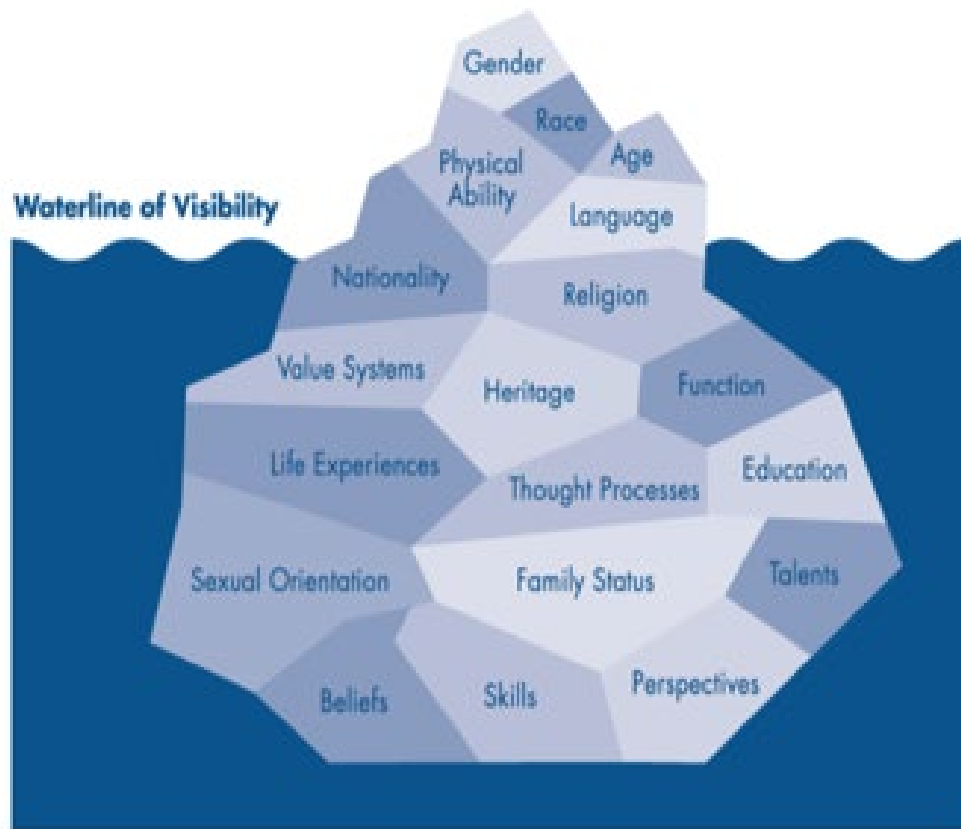 Gender
Race
Physical
Ability
Age
Waterline of Visibility
Language
Nationality
Religion
Value Systems
Heritage
Function
Life Experiences
Thought Processes
Education
Sexual Orientation
Family Status
Talents
Beliefs
Skills
Perspectives